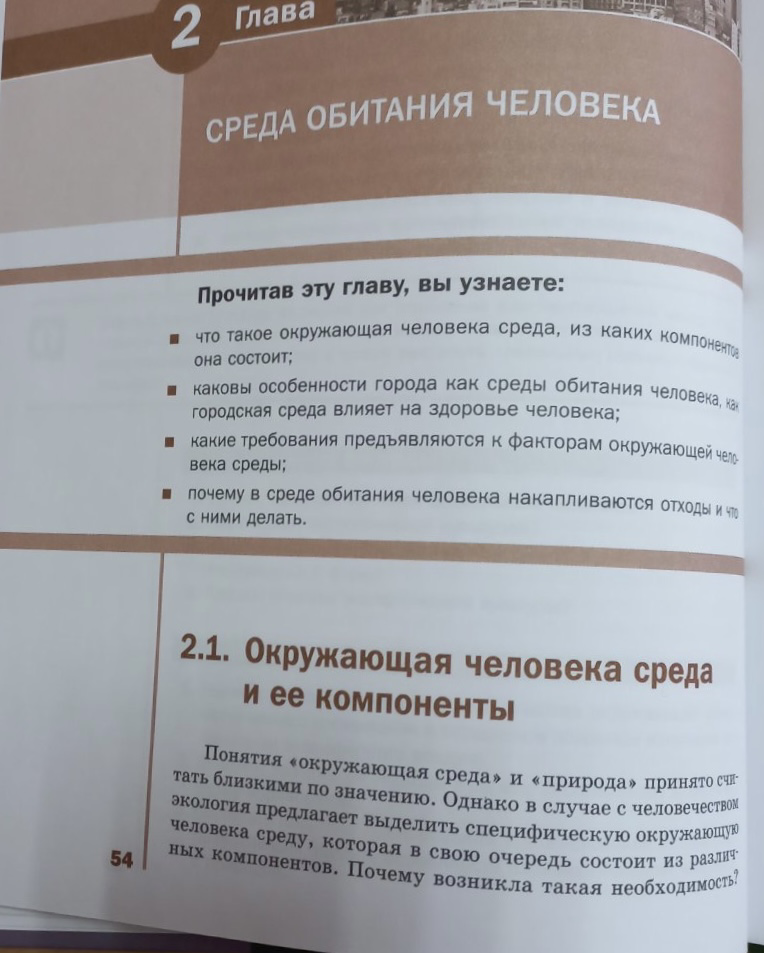 2 Глава
СРЕДА ОБИТАНИЯ ЧЕЛОВЕКА
Прочитав эту главу, вы узнаете:
■ что такое окружающая человека среда, из каких компонентов
она состоит;
■ каковы особенности города как среды обитания человека, как
городская среда влияет на здоровье человека;
■ какие требования предъявляются к факторам окружающей чело-
века среды;
■ почему в среде обитания человека накапливаются отходы и что
с ними делать.
2.1. Окружающая человека среда
и ее компоненты
Понятия «окружающая среда» и «природа» принято счи-
тать близкими по значению. Однако в случае с человечеством
экология предлагает выделить специфическую окружающую
человека среду, которая в свою очередь состоит из различ-
ных компонентов. Почему возникла такая необходимость?
54